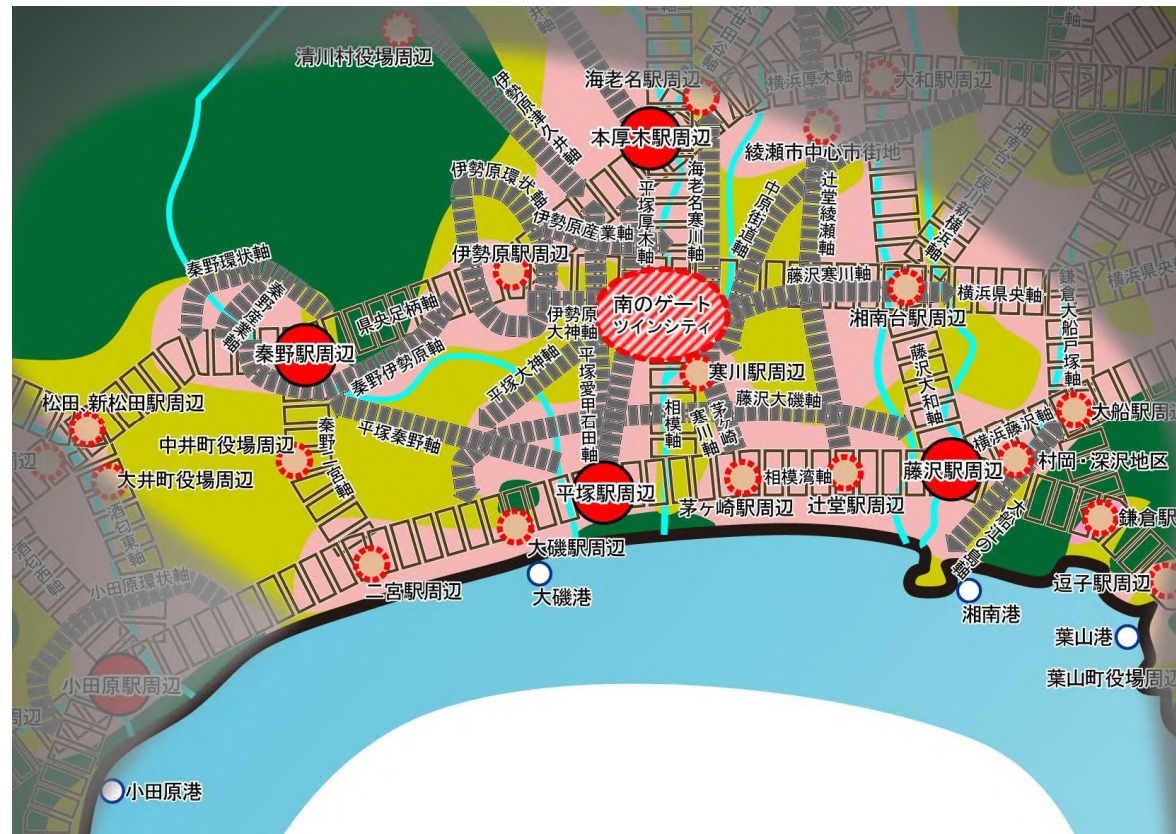 清川村役場周辺
海老名駅周辺
横浜厚木軸
大和駅周辺
伊勢原津久井軸
本厚木駅周辺
綾瀬市中心市街地
伊勢原環状軸
平塚厚木軸
海老名寒川軸
中原街道軸
辻堂綾瀬軸
伊勢原産業軸
伊勢原駅周辺
藤沢寒川軸
横浜県央軸
湘南台駅周辺
鎌倉大船戸塚軸
秦野環状軸
秦野産業軸
県央足柄軸
南のゲート
ツインシティ
伊勢原
大神軸
秦野駅周辺
秦野伊勢原軸
平塚大神軸
平塚愛甲石田軸
寒川駅周辺
藤沢大和軸
松田・新松田駅周辺
平塚秦野軸
相模軸
茅ヶ崎
寒川軸
藤沢大磯軸
横浜藤沢軸
大船駅周
中井町役場周辺
秦野二宮軸
大井町役場周辺
平塚駅周辺
茅ヶ崎駅周辺
相模湾軸
辻堂駅周辺
藤沢駅周辺
村岡・深沢地区
周辺
酒匂東軸
酒匂西軸
大磯駅周辺
鎌倉駅
小田原環状軸
二宮駅周辺
大磯港
湘南港
逗子駅周辺
葉山港
小田原駅周辺
葉山町役場周辺
周辺
小田原港